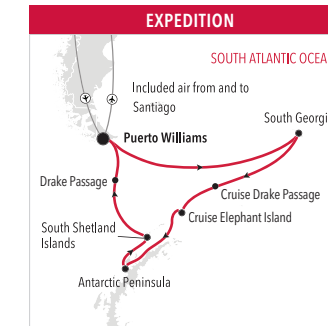 EXPEDITION
SOUTH ATLANTIC OCEA
Included air from and to
Santiago
South Georgi
Puerto Williams
Drake Passage
Cruise Drake Passage
Cruise Elephant Island
South Shetland
Islands
Antarctic Peninsula